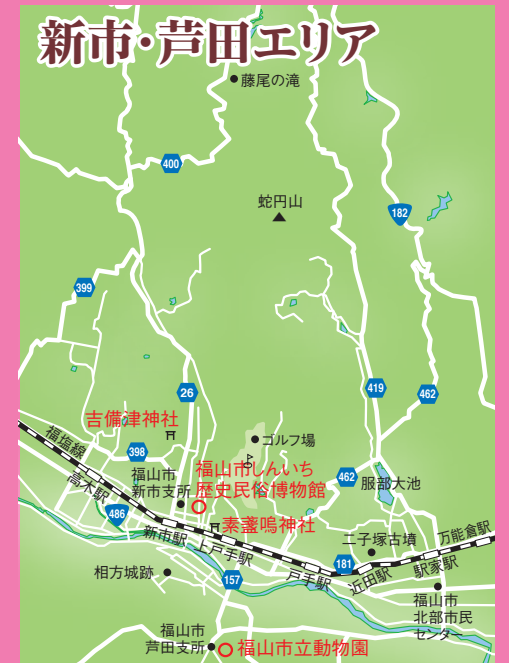 新市・芦田エリア
藤尾の滝
400
蛇円山
182
399
26
419
462
吉備津神社
福塩線
398
ゴルフ場
高木駅
福山市
新市支所
福山市しんいち
歴史民俗博物館
462
服部大池
486
新市駅
上戸手駅
素盞嗚神社
二子塚古墳
万能倉駅
相方城跡
157
戸手駅
181
近田駅
駅家駅
福山市
北部市民
センター
福山市
芦田支所
福山市立動物園